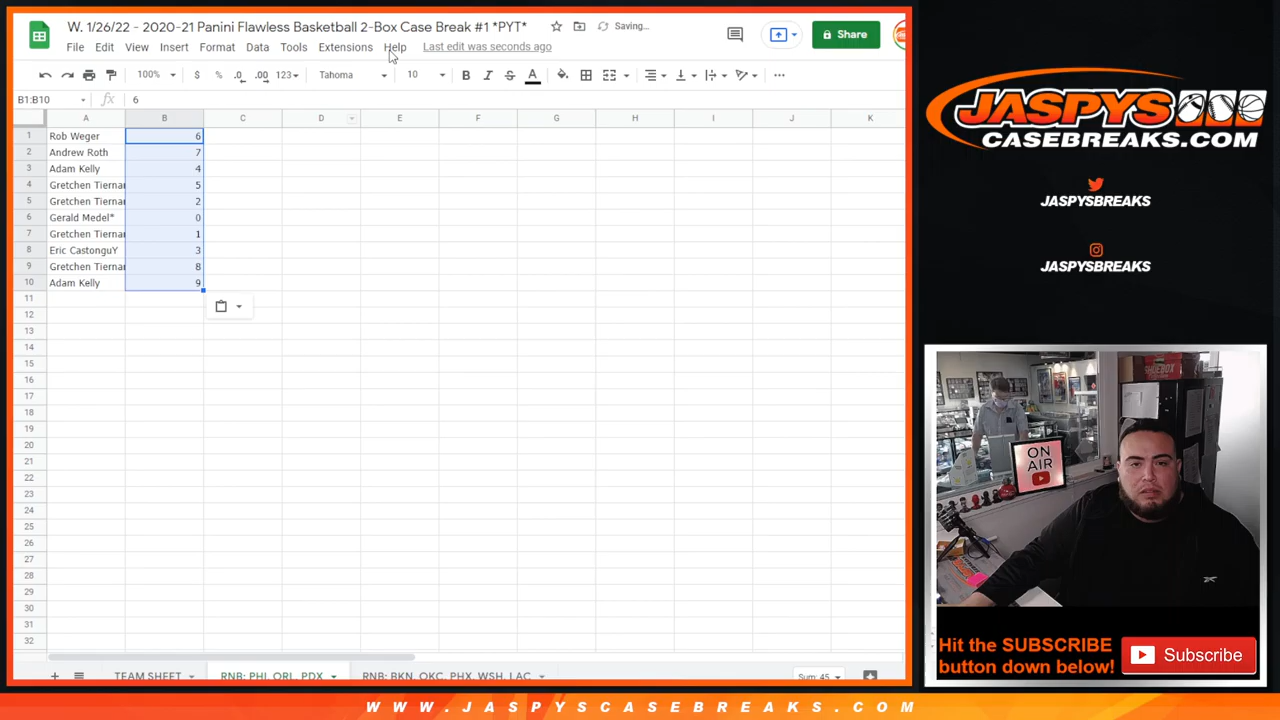 W. 1/26/22 - 2020-21 Panini Flawless Basketball 2-Box Case Break #1 *PYT*
Saving...
File Edit View Insert Format Data Tools Extensions Help Last edit was seconds ago
Share
100% $ % .0 .00 123 Tahoma 10 B I S A
B1:B10 fx 6
A B C D E F G H I J K
1 Rob Weger 6
2 Andrew Roth 7
3 Adam Kelly 4
4 Gretchen Tiernan 5
5 Gretchen Tiernan 2
6 Gerald Medel* 0
7 Gretchen Tiernan 1
8 Eric CastonguY 3
9 Gretchen Tiernan 8
10 Adam Kelly 9
11
12
13
14
15
16
17
18
19
20
21
22
23
24
25
26
27
28
29
30
31
32
TEAM SHEET RNB: PHI, ORL, PDX RNB: BKN, OKC, PHX, WSH, LAC Sum: 45
JASPYS
CASEBREAKS.COM
JASPYSBREAKS
JASPYSBREAKS
SHOEBOX
ON
AIR
Hit the SUBSCRIBE
button down below!
Subscribe
WWW.JASPYSCASEBREAKS.COM